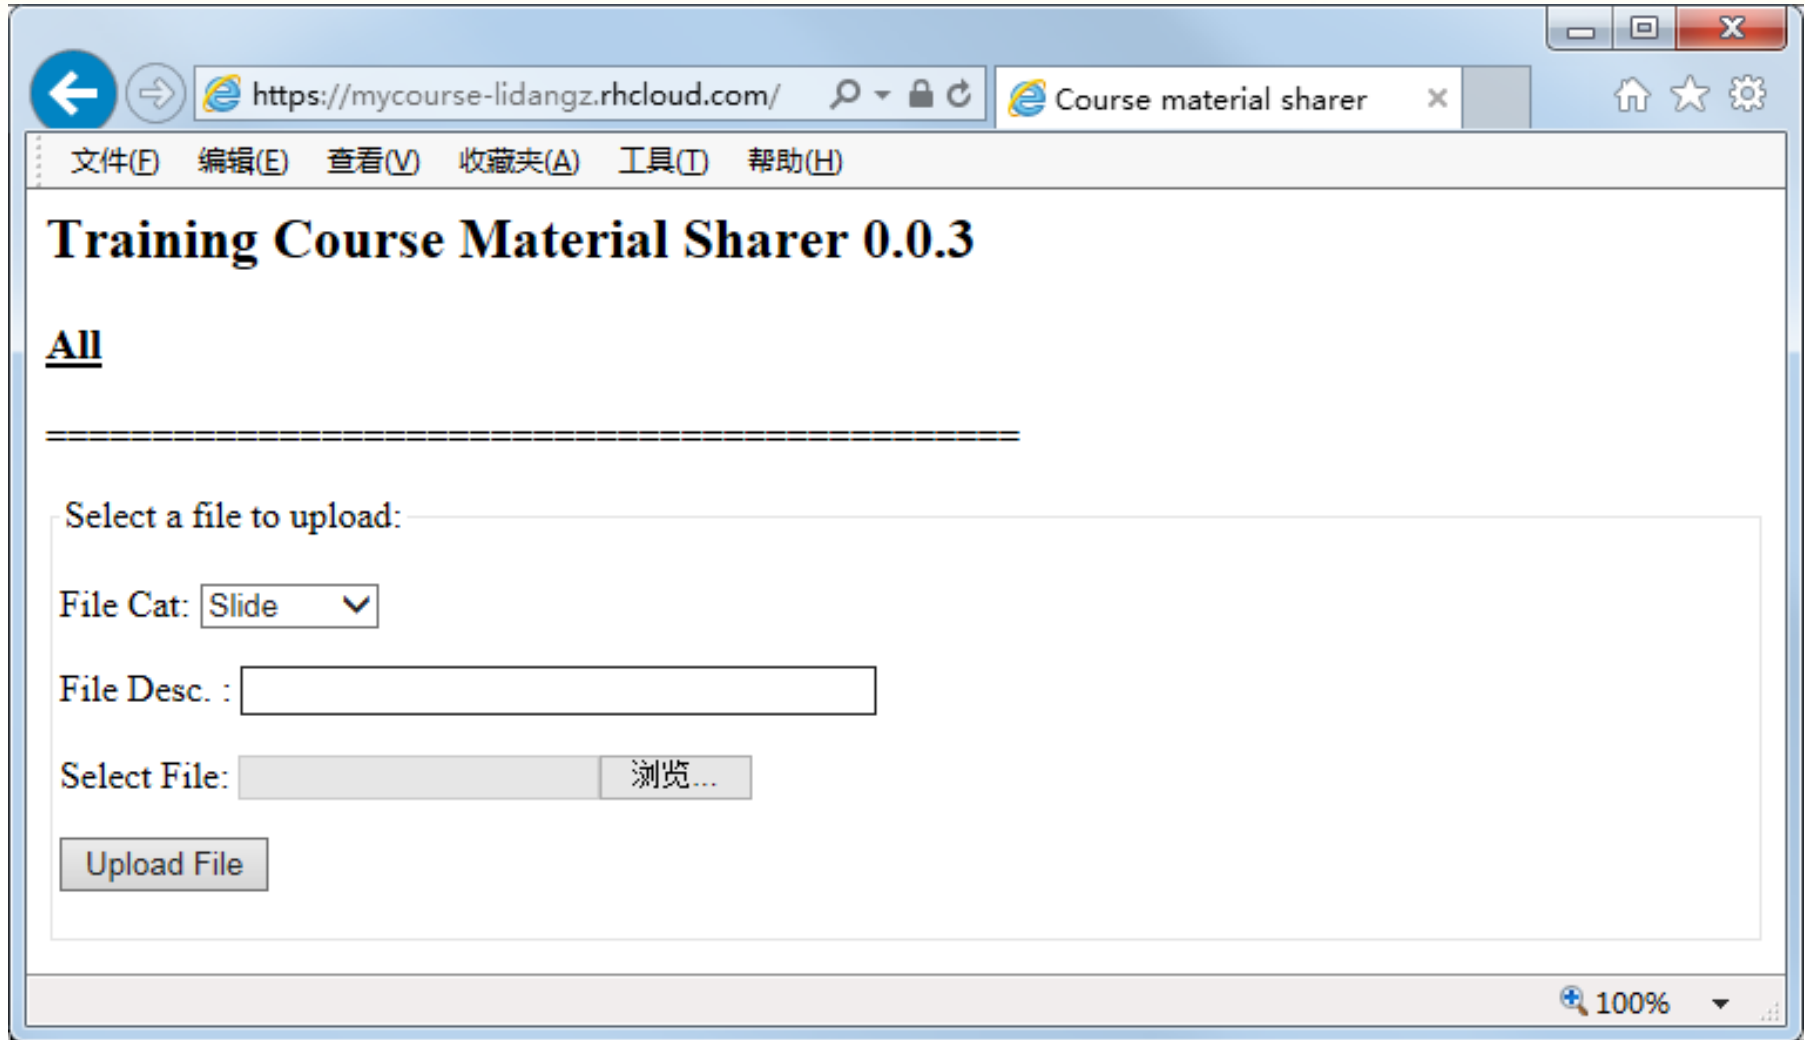 https://mycourse-lidangz.rhcloud.com/ Course material sharer
文件(F) 编辑(E) 查看(V) 收藏夹(A) 工具(T) 帮助(H)
Training Course Material Sharer 0.0.3
All
==============================================
Select a file to upload:
File Cat: Slide
File Desc. :
Select File: 浏览...
Upload File
100%